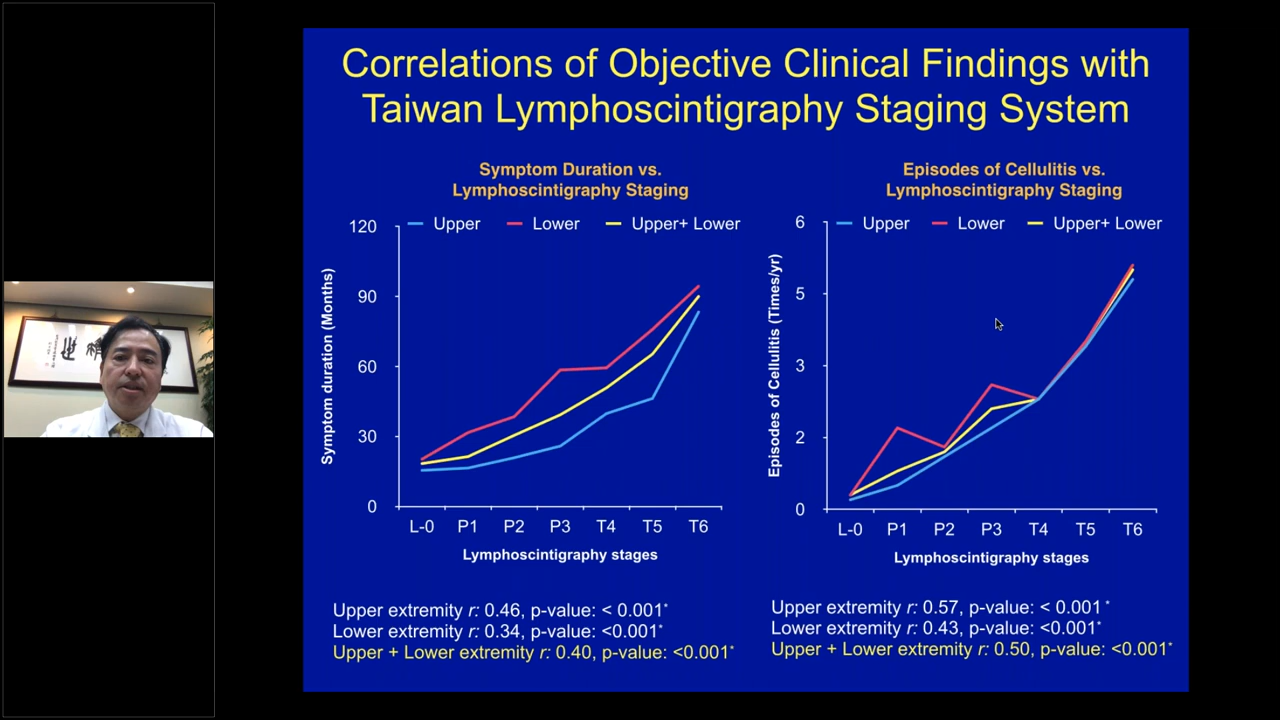 Correlations of Objective Clinical Findings with
Taiwan Lymphoscintigraphy Staging System
Symptom Duration vs.
Lymphoscintigraphy Staging
Upper Lower Upper+ Lower
Symptom duration (Months)
120
90
60
30
0
L-0 P1 P2 P3 T4 T5 T6
Lymphoscintigraphy stages
Upper extremity r: 0.46, p-value: < 0.001*
Lower extremity r: 0.34, p-value: <0.001*
Upper + Lower extremity r: 0.40, p-value: <0.001*
Episodes of Cellulitis vs.
Lymphoscintigraphy Staging
Upper Lower Upper+ Lower
Episodes of Cellulitis (Times/yr)
6
5
3
2
0
L-0 P1 P2 P3 T4 T5 T6
Lymphoscintigraphy stages
Upper extremity r: 0.57, p-value: < 0.001 *
Lower extremity r: 0.43, p-value: <0.001*
Upper + Lower extremity r: 0.50, p-value: <0.001*